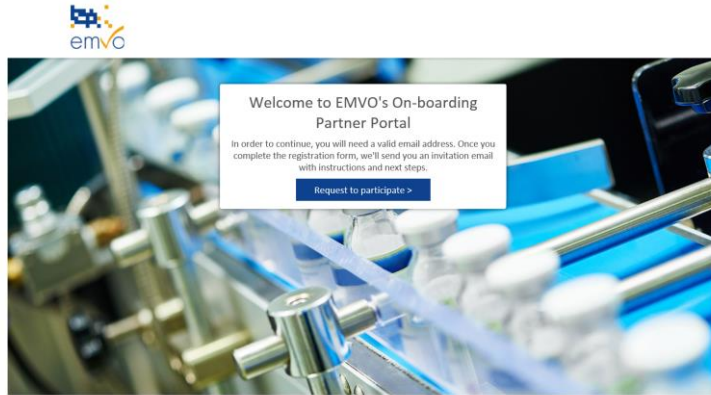 emvo
Welcome to EMVO's On-boarding
Partner Portal
In order to continue, you will need a valid email address. Once you
complete the registration form, we'll send you an invitation email
with instructions and next steps.
Request to participate >